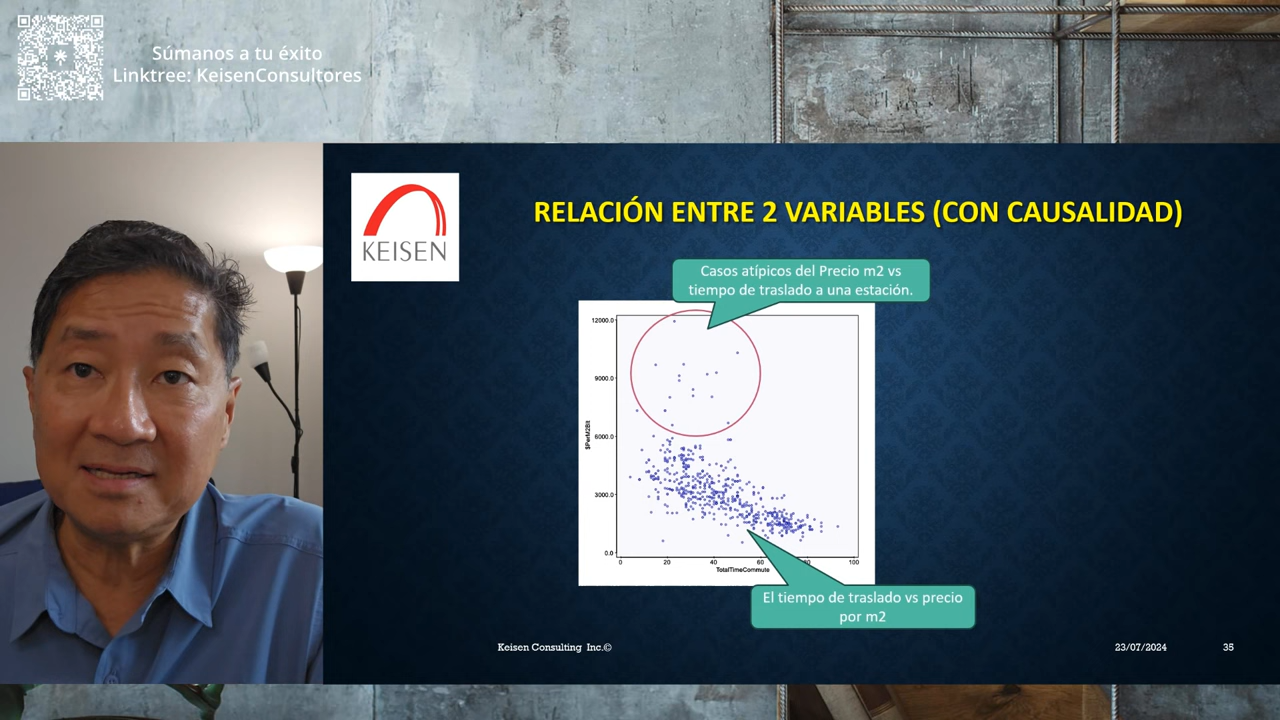 Súmanos a tu éxito
Linktree: KeisenConsultores
KEISEN
RELACIÓN ENTRE 2 VARIABLES (CON CAUSALIDAD)
Casos atípicos del Precio m2 vs
tiempo de traslado a una estación.
12000.0
9000.0
6000.0
3000.0
0.0
0
20
40
60
80
100
TotalTimeCommute
El tiempo de traslado vs precio
por m2
Keisen Consulting Inc.©
23/07/2024
35